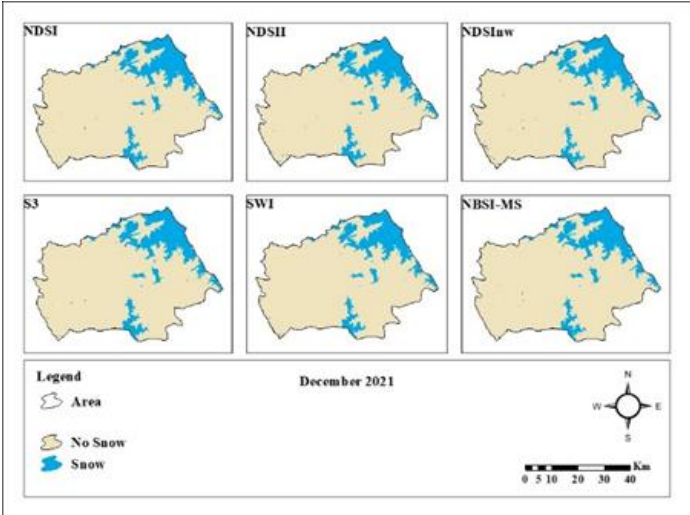 NDSI
NDSII
NDSInw
S3
SWI
NBSI-MS
Legend
Area
No Snow
Snow
December 2021
N
W
E
S
Km
0 5 10 20 30 40